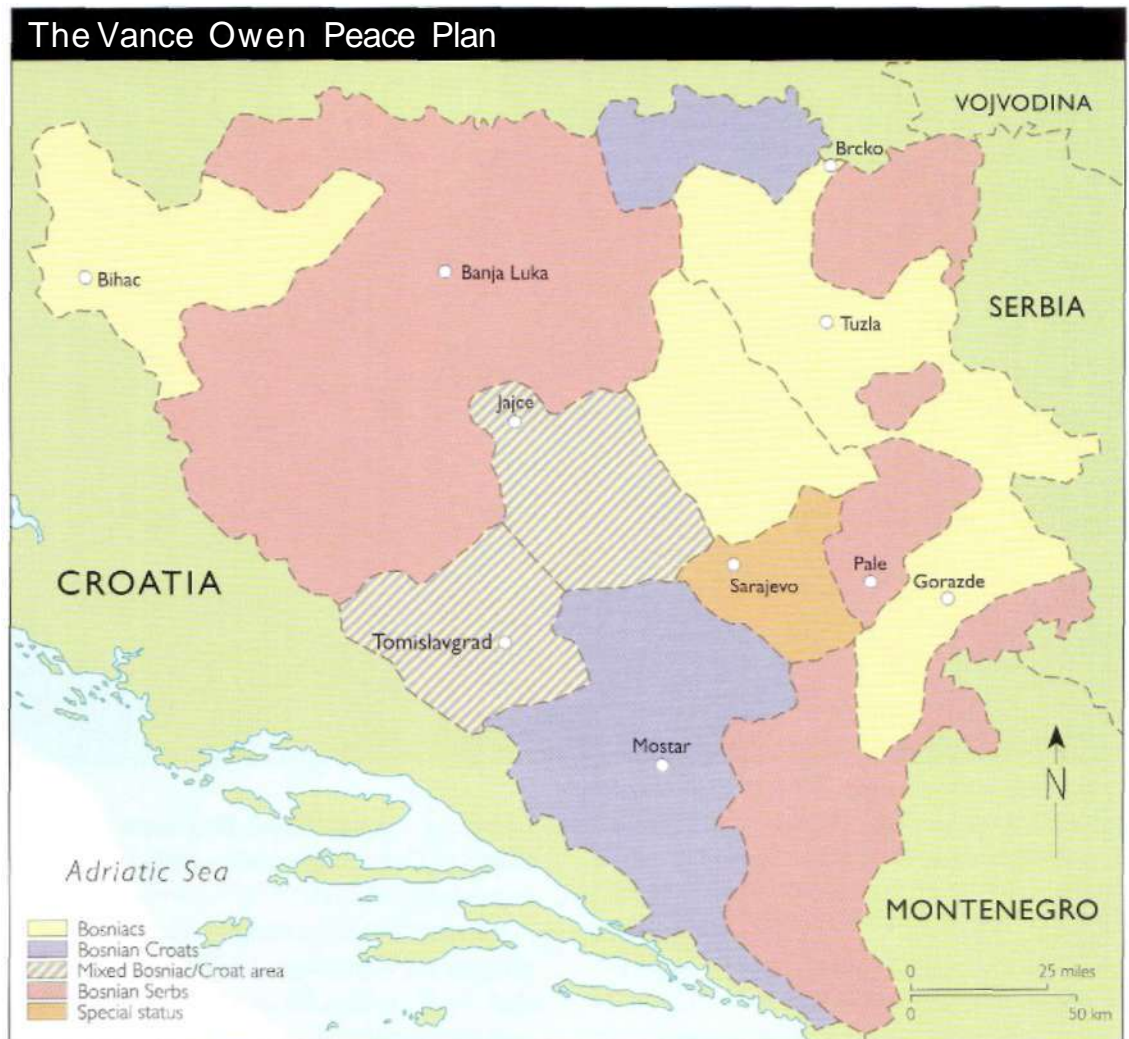 The Vance Owen Peace Plan
VOJVODINA
Brcko
Bihac
Banja Luka
SERBIA
Tuzla
Jajce
CROATIA
Sarajevo
Pale
Gorazde
Tomislavgrad
Mostar
N
Adriatic Sea
MONTENEGRO
Bosniacs
Bosnian Croats
Mixed Bosniac/Croat area
Bosnian Serbs
Special status
0 25 miles
0 50 km